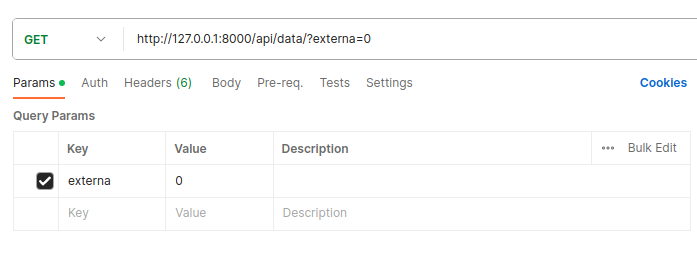 GET http://127.0.0.1:8000/api/data/?externa=0
Params Auth Headers (6) Body Pre-req. Tests Settings Cookies
Query Params
Key Value Description Bulk Edit
externa 0
Key Value Description